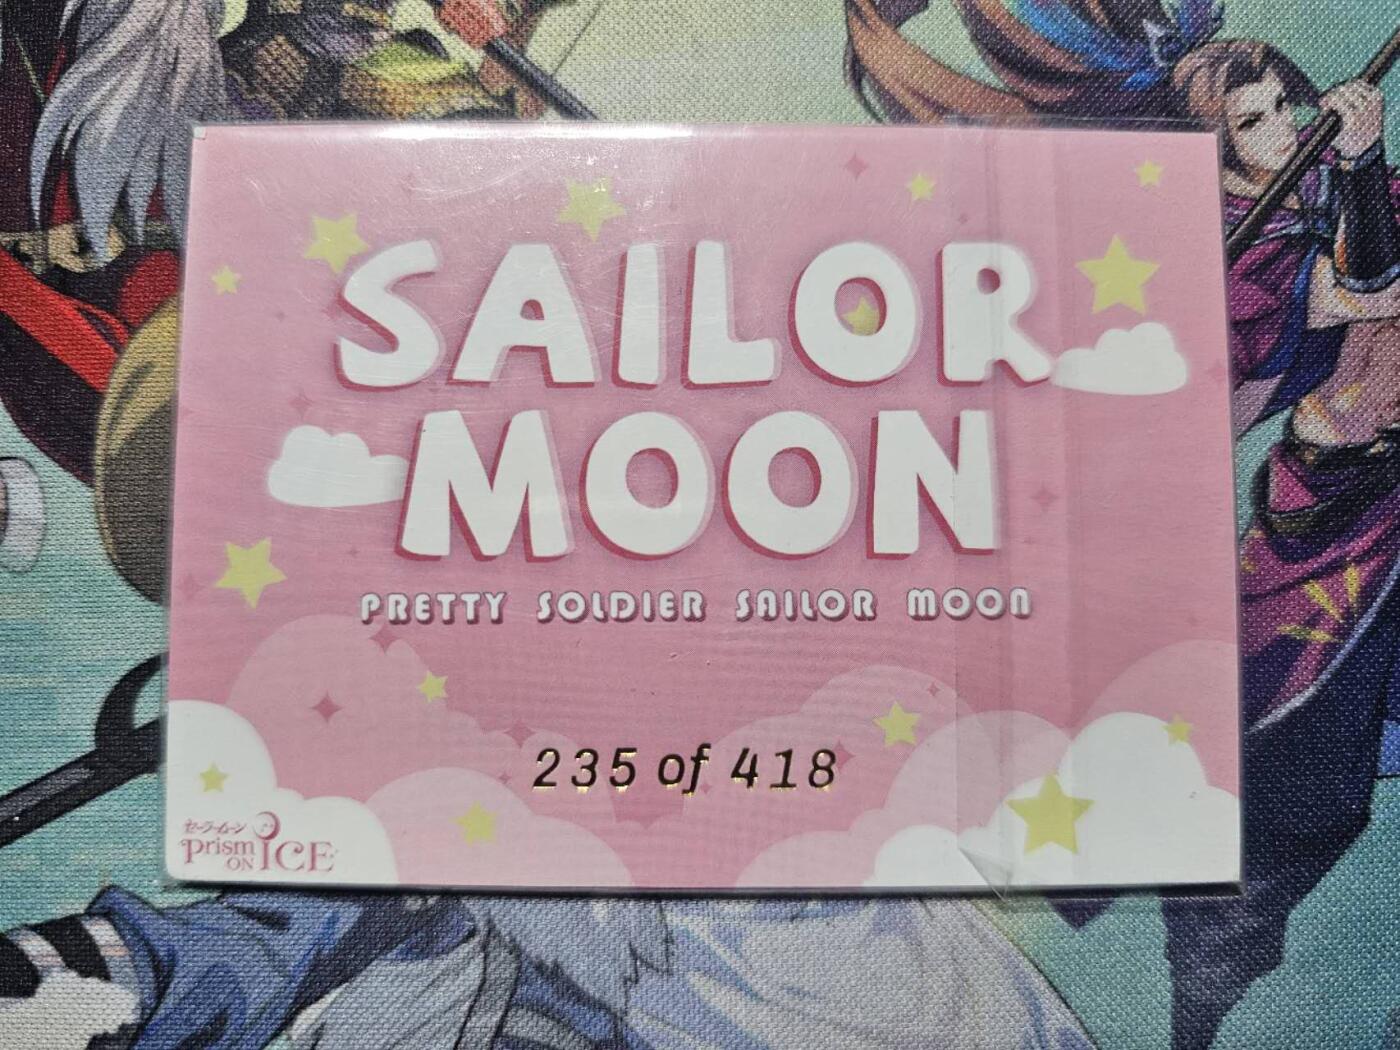 SAILOR
MOON
PRETTY SOLDIER SAILOR MOON
235 of 418
セーラームーン
Prism
ON ICE